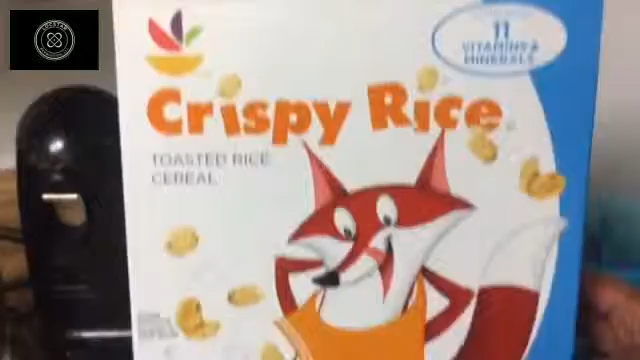 11
VITAMINS &
MINERALS
Crispy Rice
TOASTED RICE
CEREAL